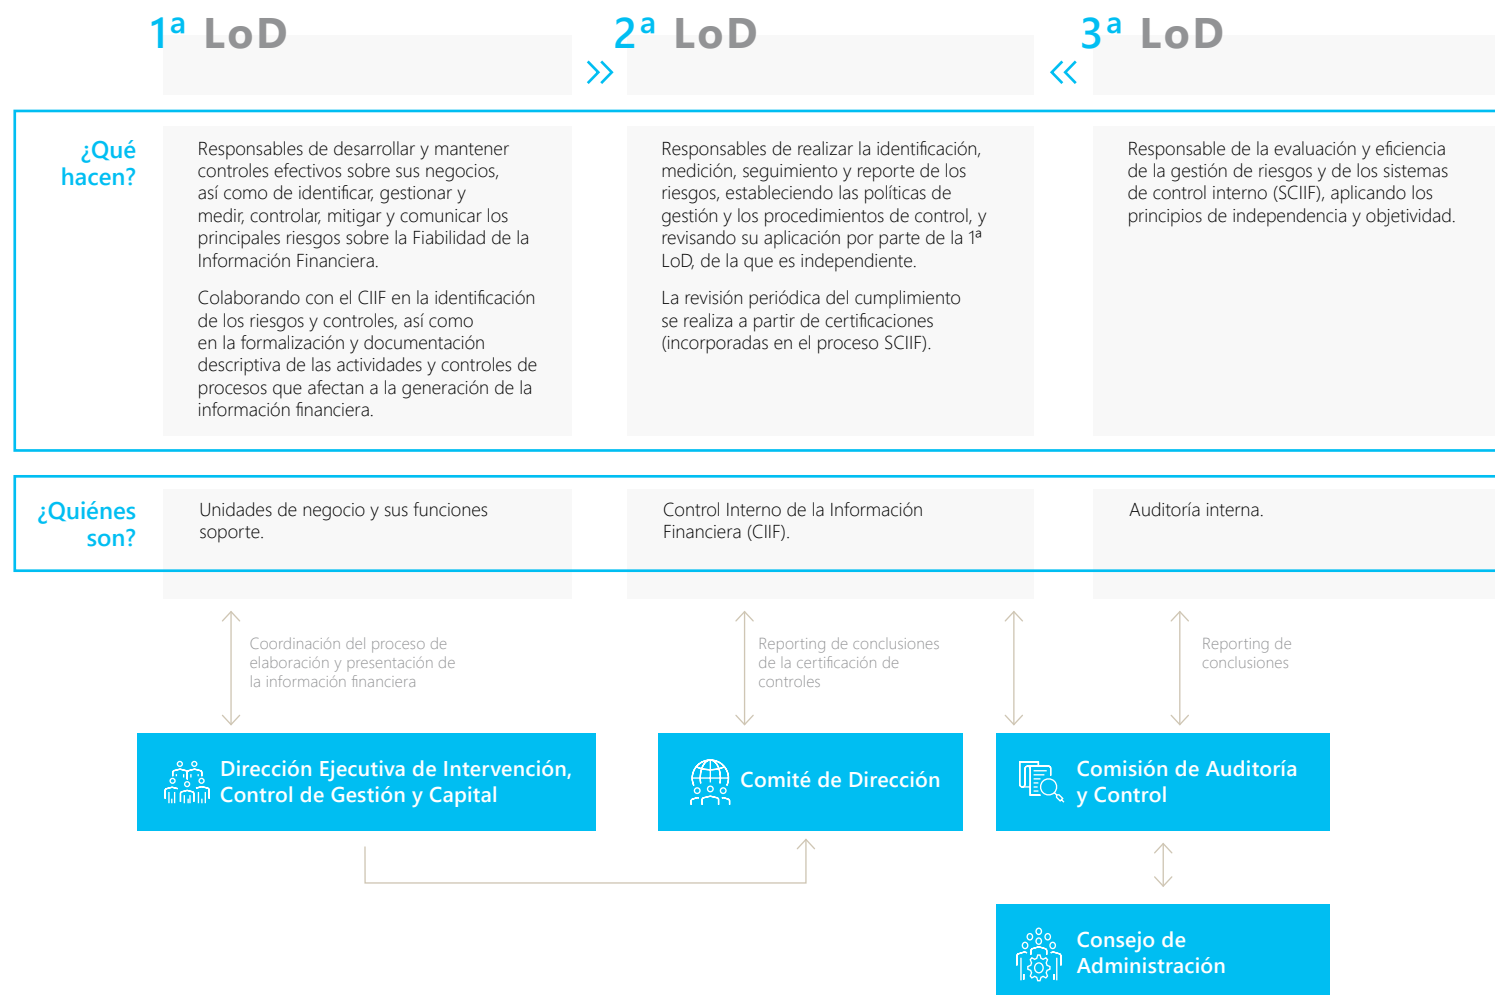 1ª LoD
2ª LoD
3ª LoD
¿Qué
hacen?
Responsables de desarrollar y mantener
controles efectivos sobre sus negocios,
así como de identificar, gestionar y
medir, controlar, mitigar y comunicar los
principales riesgos sobre la Fiabilidad de la
Información Financiera.
Colaborando con el CIIF en la identificación
de los riesgos y controles, así como
en la formalización y documentación
descriptiva de las actividades y controles de
procesos que afectan a la generación de la
información financiera.
Responsables de realizar la identificación,
medición, seguimiento y reporte de los
riesgos, estableciendo las políticas de
gestión y los procedimientos de control, y
revisando su aplicación por parte de la 1ª
LoD, de la que es independiente.
La revisión periódica del cumplimiento
se realiza a partir de certificaciones
(incorporadas en el proceso SCIIF).
Responsable de la evaluación y eficiencia
de la gestión de riesgos y de los sistemas
de control interno (SCIIF), aplicando los
principios de independencia y objetividad.
¿Quiénes
son?
Unidades de negocio y sus funciones
soporte.
Control Interno de la Información
Financiera (CIIF).
Auditoría interna.
Coordinación del proceso de
elaboración y presentación de
la información financiera
Reporting de conclusiones
de la certificación de
controles
Reporting de
conclusiones
Dirección Ejecutiva de Intervención,
Control de Gestión y Capital
Comité de Dirección
Comisión de Auditoría
y Control
Consejo de
Administración